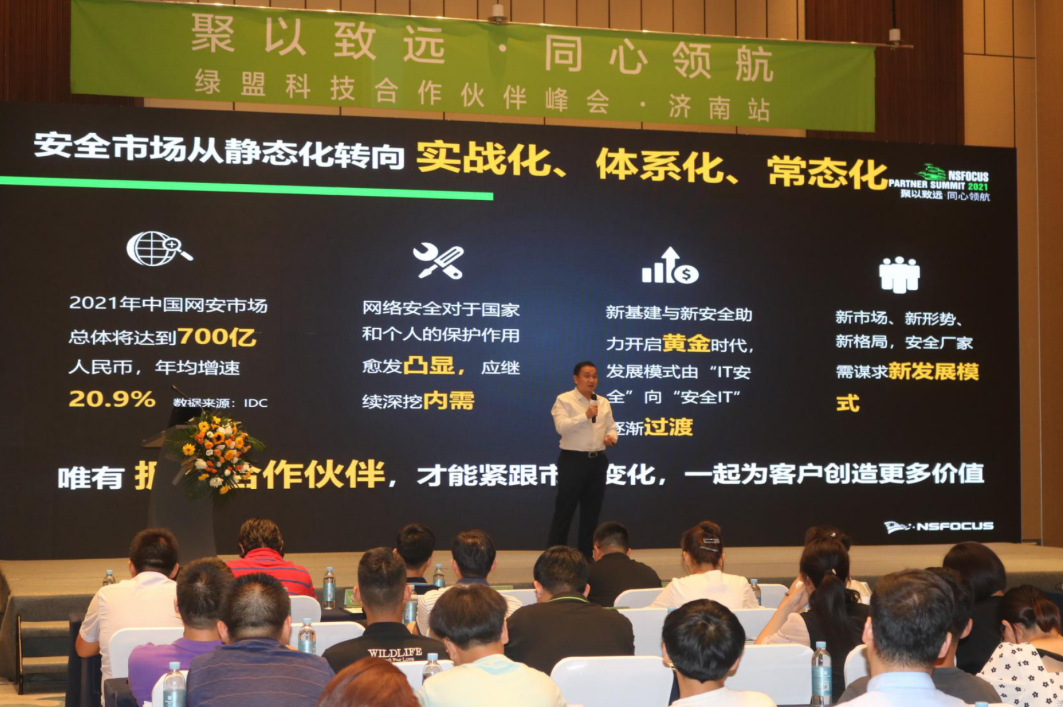 聚以致远·同心领航
绿盟科技合作伙伴峰会·济南站
安全市场从静态化转向 实战化、体系化、常态化
NSFOCUS
PARTNER SUMMIT 2021
聚以致远 同心领航
2021年中国网安市场
总体将达到700亿
人民币，年均增速
20.9% 数据来源：IDC
网络安全对于国家
和个人的保护作用
愈发凸显，应继
续深挖内需
新基建与新安全助
力开启黄金时代，
发展模式由“IT安
全”向“安全IT”
逐渐过渡
新市场、新形势、
新格局，安全厂家
需谋求新发展模
式
唯有 合作伙伴，才能紧跟市 变化，一起为客户创造更多价值
NSFOCUS
WILDLIFE